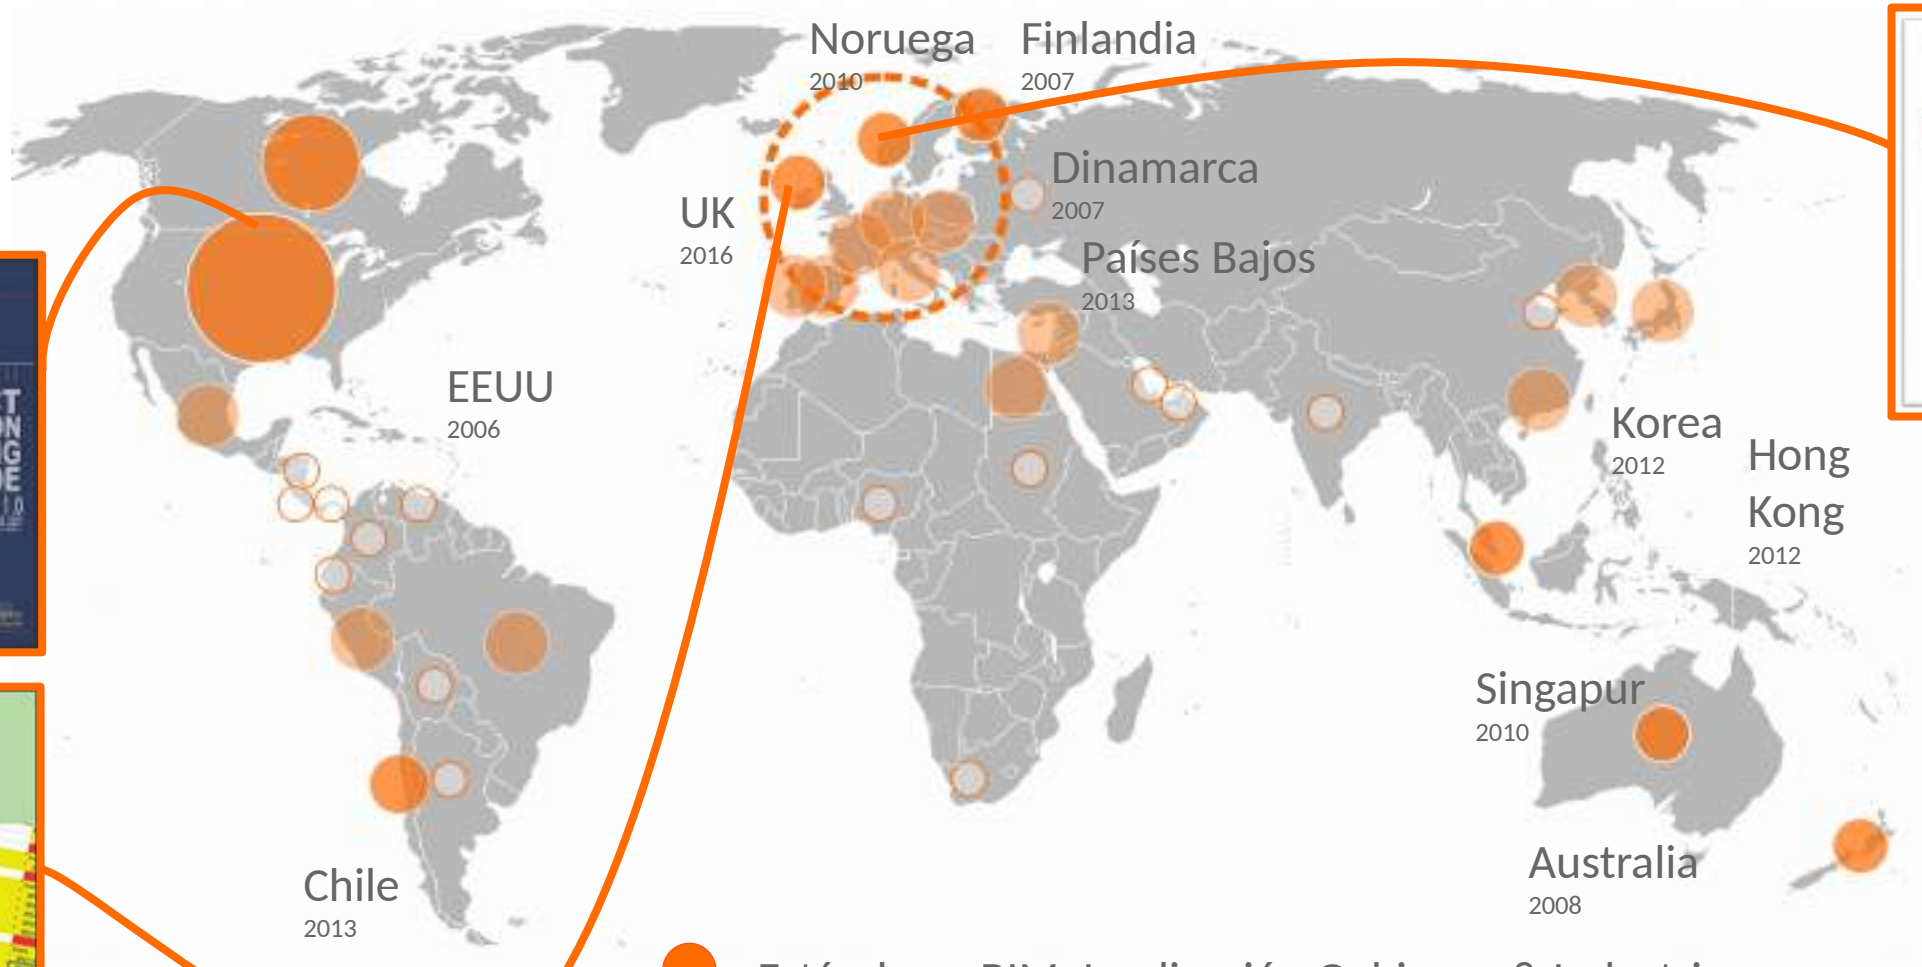 Noruega
2010
Finlandia
2007
Dinamarca
2007
UK
2016
Países Bajos
2013
EEUU
2006
Korea
2012
Hong
Kong
2012
Singapur
2010
Australia
2008
Chile
2013